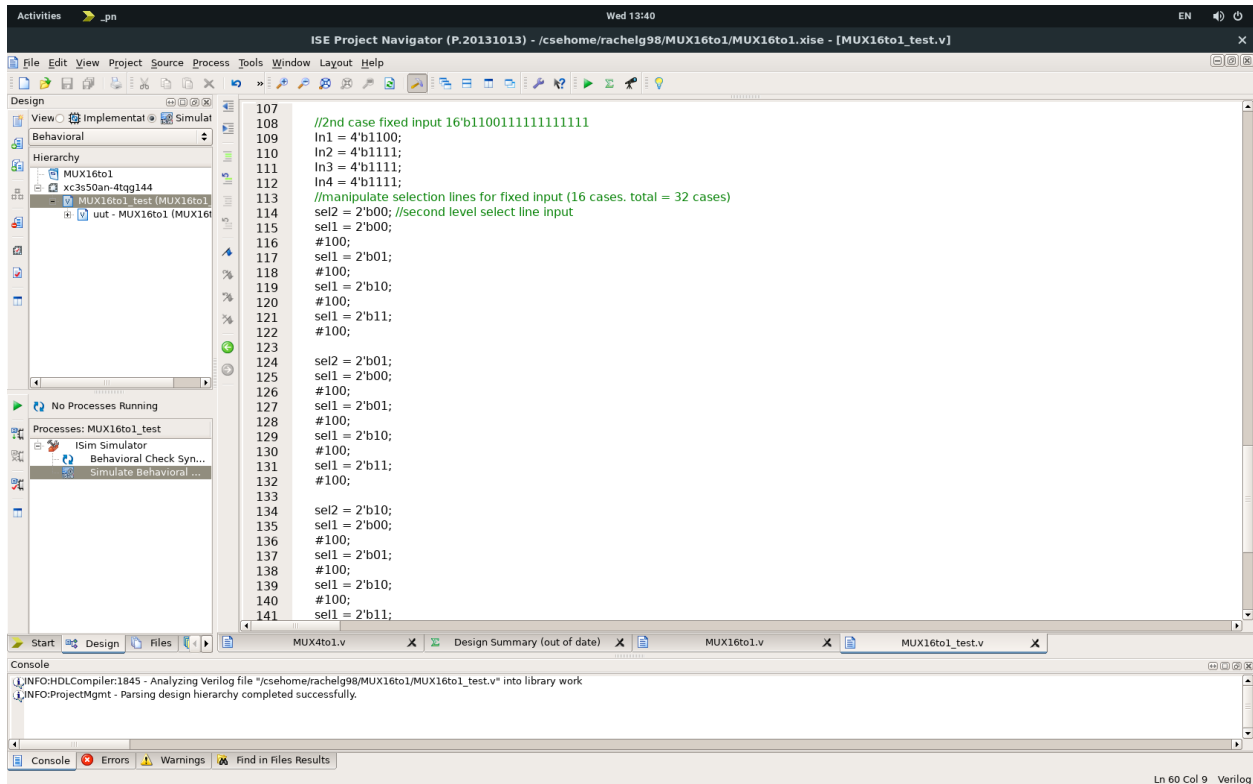 Activities _pn Wed 13:40 EN
ISE Project Navigator (P.20131013) - /csehome/rachelg98/MUX16to1/MUX16to1.xise - [MUX16to1_test.v]
File Edit View Project Source Process Tools Window Layout Help
Design
View: Implementat Simulat
Behavioral
Hierarchy
MUX16to1
xc3s50an-4tqg144
MUX16to1_test (MUX16to1_
uut - MUX16to1 (MUX16t
No Processes Running
Processes: MUX16to1_test
ISim Simulator
Behavioral Check Syn...
Simulate Behavioral ...
Start Design Files
107
108 //2nd case fixed input 16'b1100111111111111
109 In1 = 4'b1100;
110 In2 = 4'b1111;
111 In3 = 4'b1111;
112 In4 = 4'b1111;
113 //manipulate selection lines for fixed input (16 cases. total = 32 cases)
114 sel2 = 2'b00; //second level select line input
115 sel1 = 2'b00;
116 #100;
117 sel1 = 2'b01;
118 #100;
119 sel1 = 2'b10;
120 #100;
121 sel1 = 2'b11;
122 #100;
123
124 sel2 = 2'b01;
125 sel1 = 2'b00;
126 #100;
127 sel1 = 2'b01;
128 #100;
129 sel1 = 2'b10;
130 #100;
131 sel1 = 2'b11;
132 #100;
133
134 sel2 = 2'b10;
135 sel1 = 2'b00;
136 #100;
137 sel1 = 2'b01;
138 #100;
139 sel1 = 2'b10;
140 #100;
141 sel1 = 2'b11;
MUX4to1.v Design Summary (out of date) MUX16to1.v MUX16to1_test.v
Console
INFO:HDLCompiler:1845 - Analyzing Verilog file "/csehome/rachelg98/MUX16to1/MUX16to1_test.v" into library work
INFO:ProjectMgmt - Parsing design hierarchy completed successfully.
Console Errors Warnings Find in Files Results
Ln 60 Col 9 Verilog